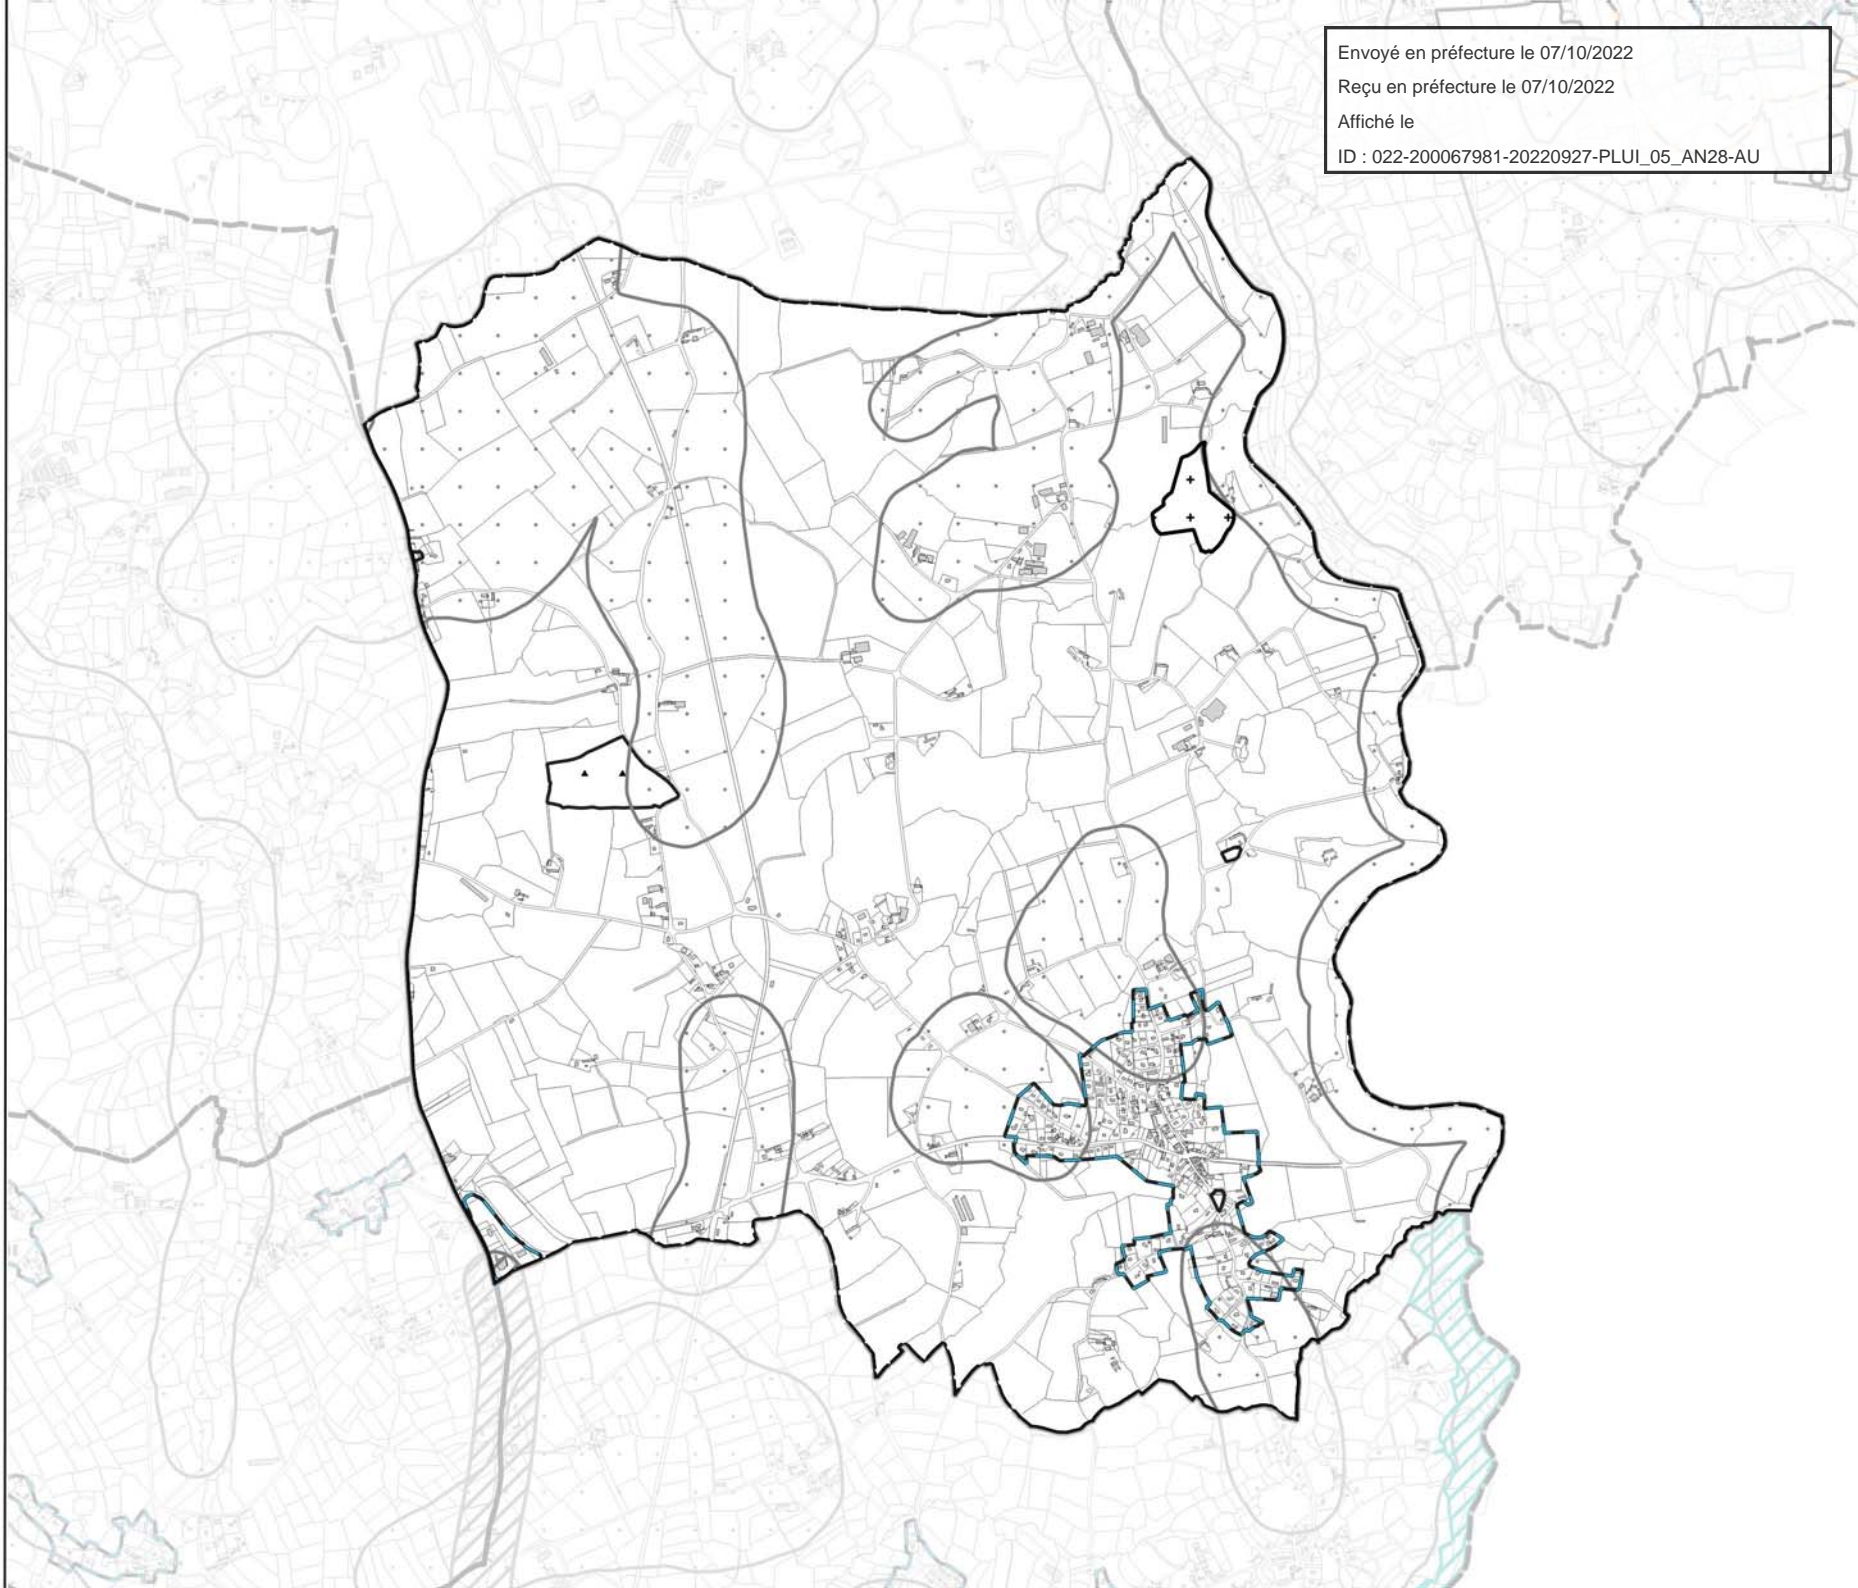 Envoyé en préfecture le 07/10/2022
Reçu en préfecture le 07/10/2022
Affiché le
ID : 022-200067981-20220927-PLUI_05_AN28-AU